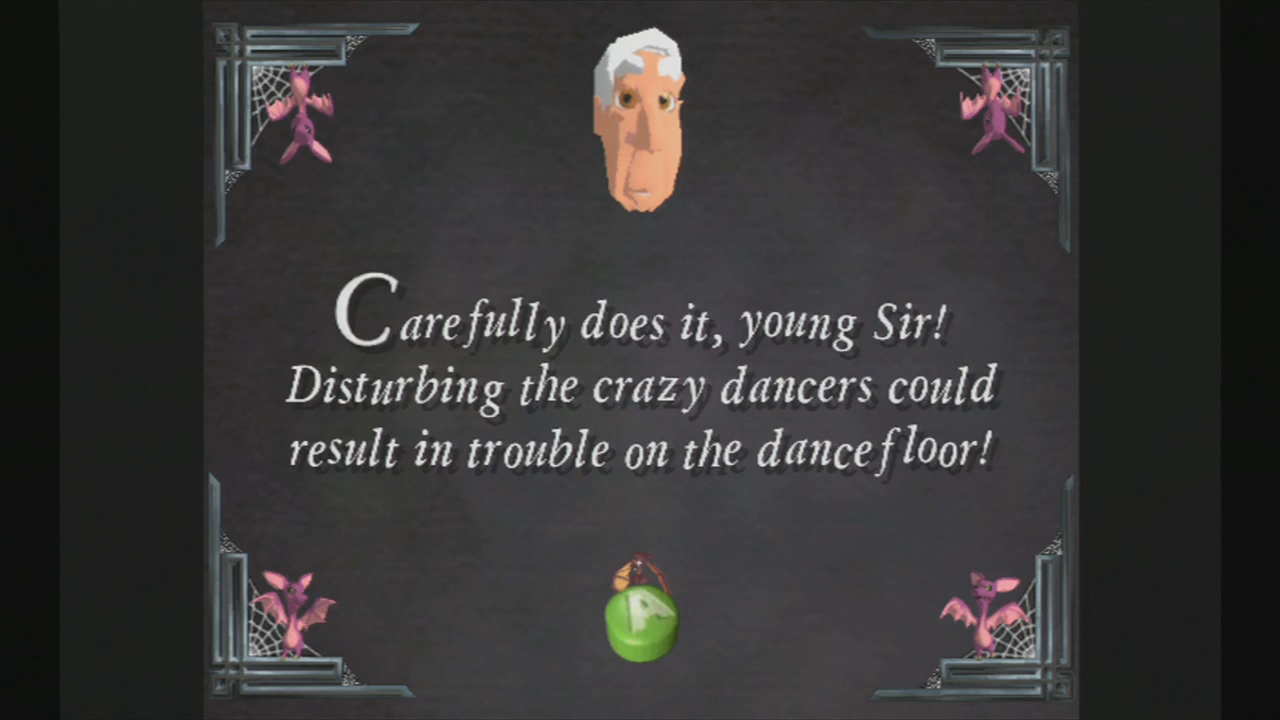 Carefully does it, young Sir!
Disturbing the crazy dancers could
result in trouble on the dancefloor!
A